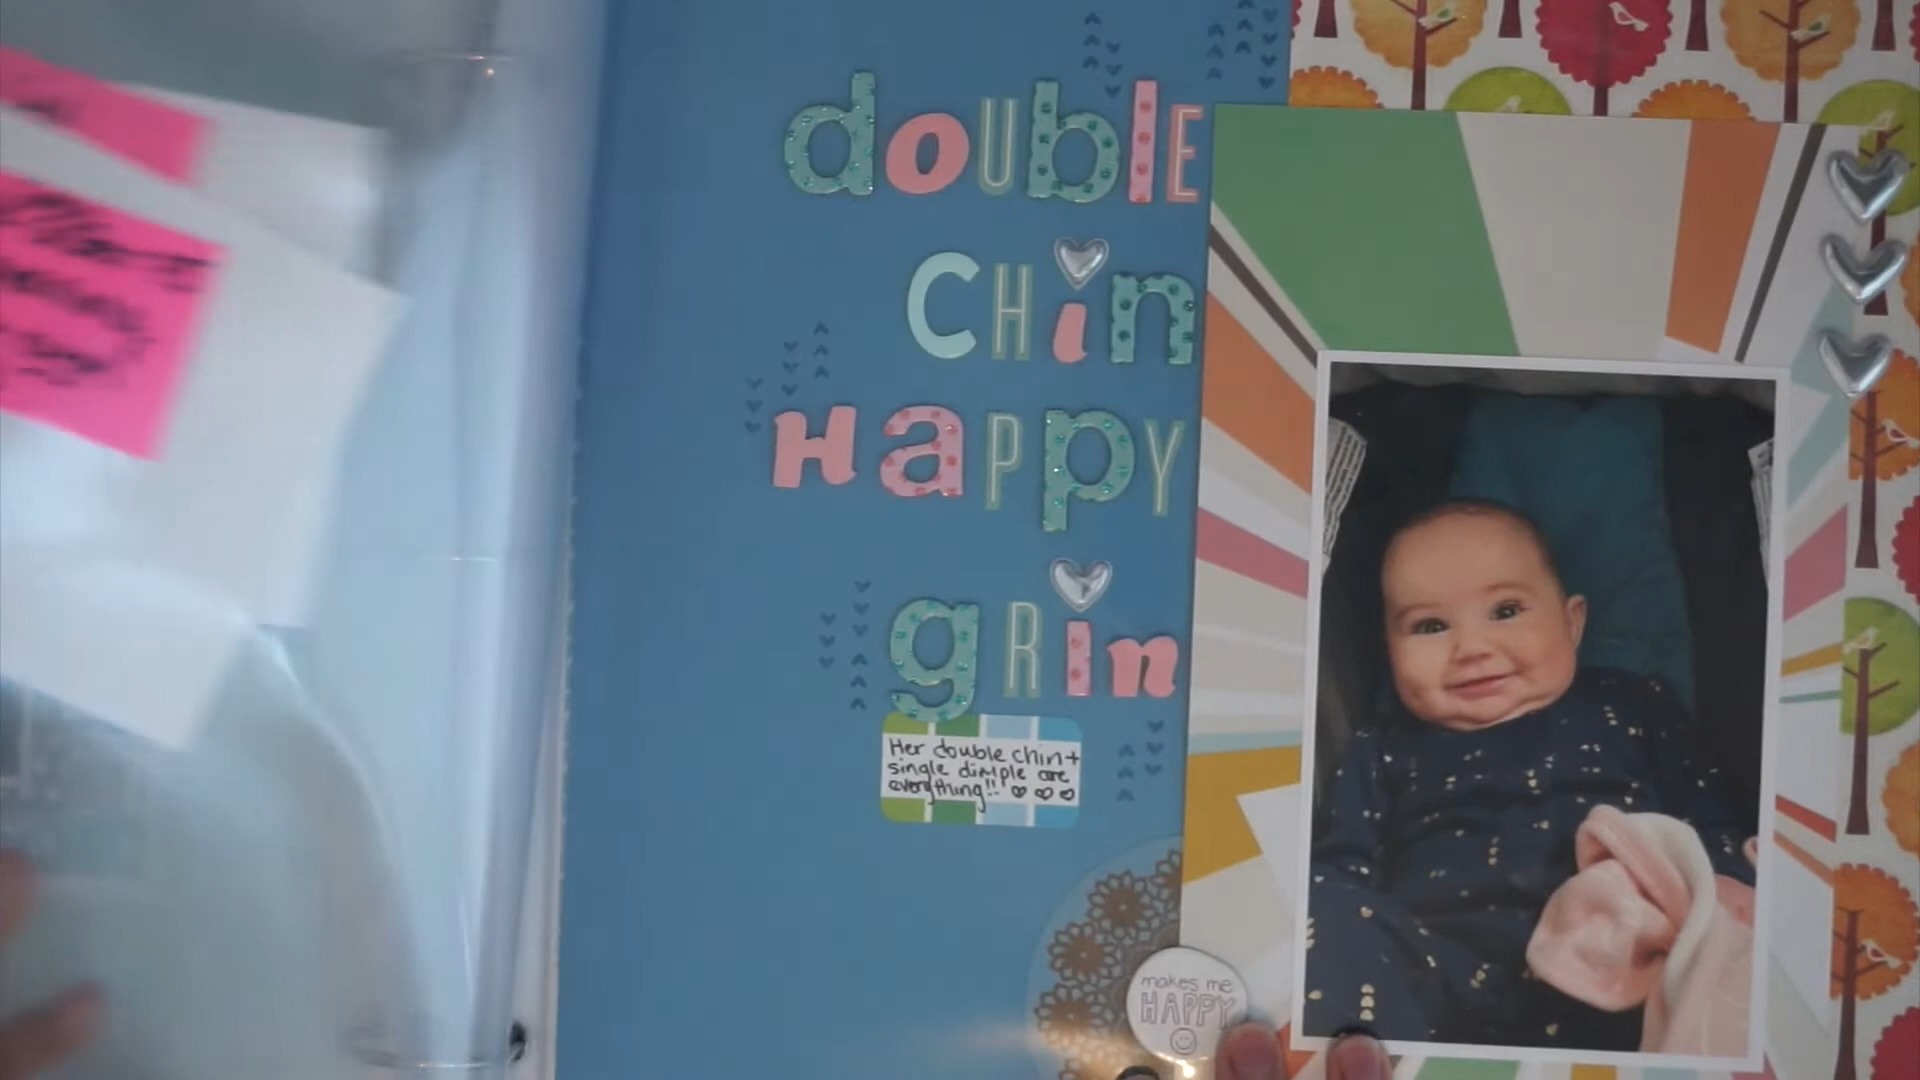 doUblE
CHin
HaPpY
gRin
Her double chin +
single dimple are
everything!! ♡ ♡ ♡
makes me
HAPPY